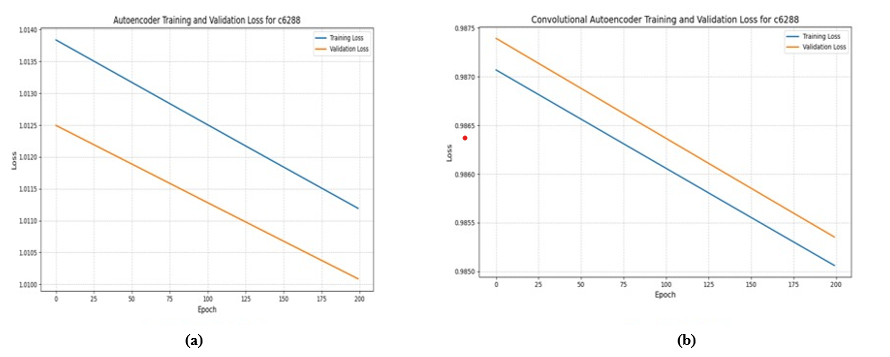 Autoencoder Training and Validation Loss for c6288
Training Loss
Validation Loss
1.0140
1.0135
1.0130
1.0125
1.0120
1.0115
1.0110
1.0105
1.0100
Loss
0 25 50 75 100 125 150 175 200
Epoch
(a)
Convolutional Autoencoder Training and Validation Loss for c6288
Training Loss
Validation Loss
0.9875
0.9870
0.9865
0.9860
0.9855
0.9850
Loss
0 25 50 75 100 125 150 175 200
Epoch
(b)